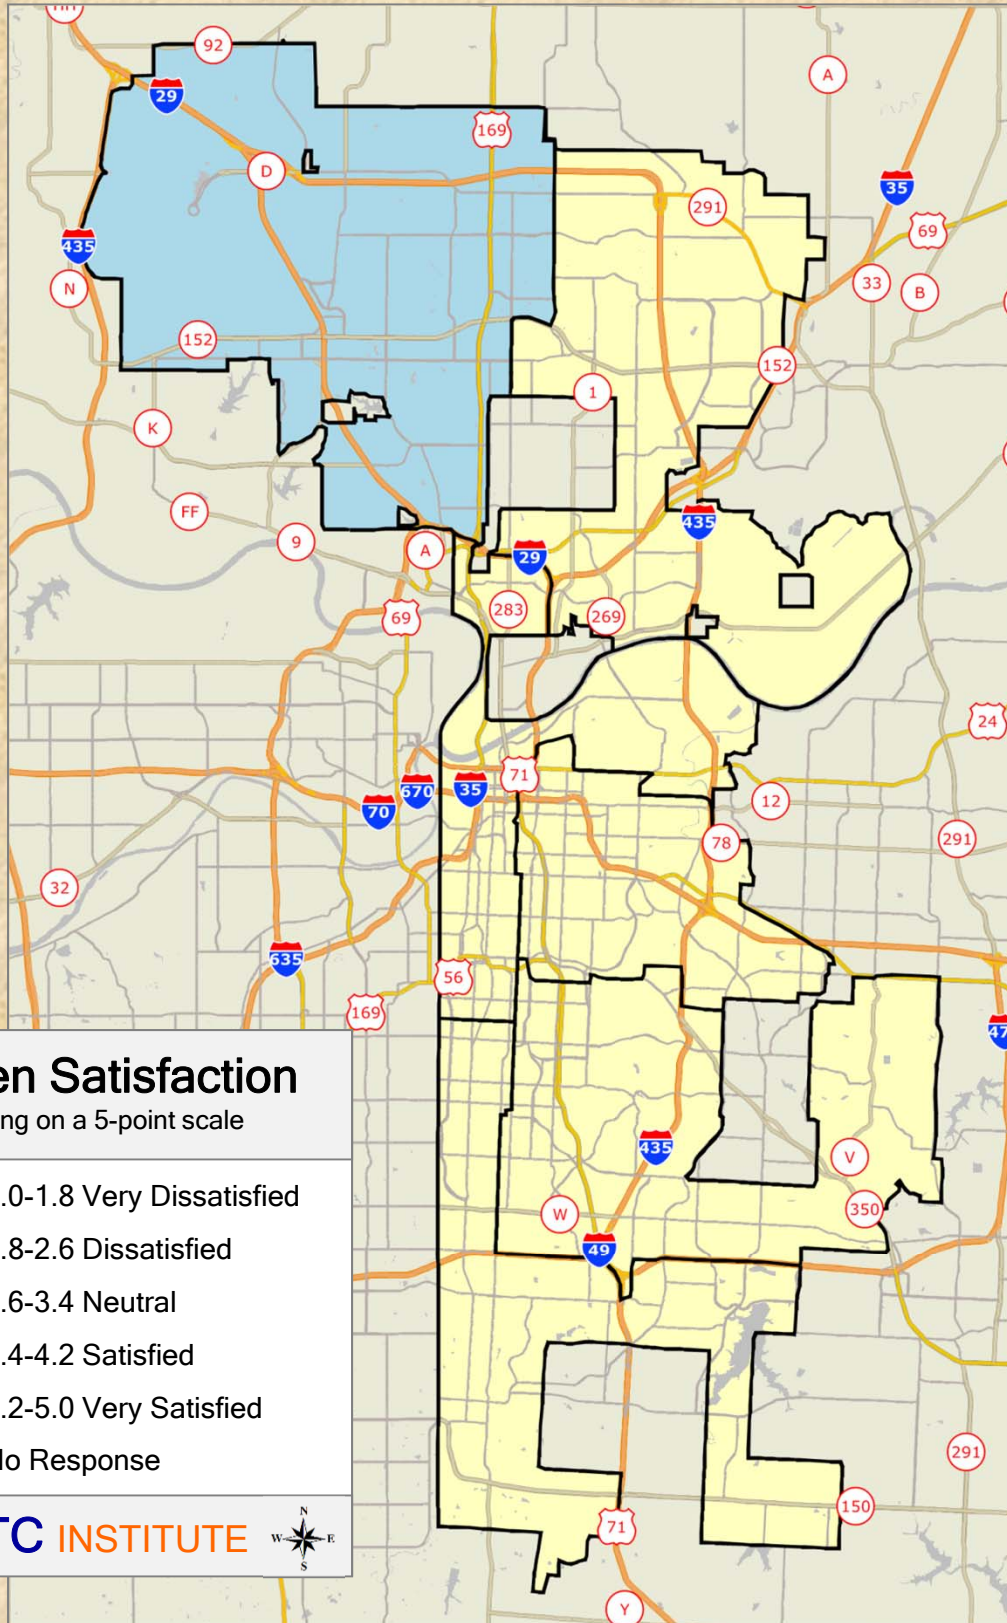 HH
92
29
A
169
D
35
291
69
435
33
B
N
152
152
1
K
FF
435
9
A
29
283
269
69
24
71
670
35
70
12
78
291
32
635
56
169
47
en Satisfaction
ng on a 5-point scale
435
V
.0-1.8 Very Dissatisfied
350
W
.8-2.6 Dissatisfied
49
.6-3.4 Neutral
.4-4.2 Satisfied
.2-5.0 Very Satisfied
lo Response
291
150
TC INSTITUTE
N
W E
S
71
Y